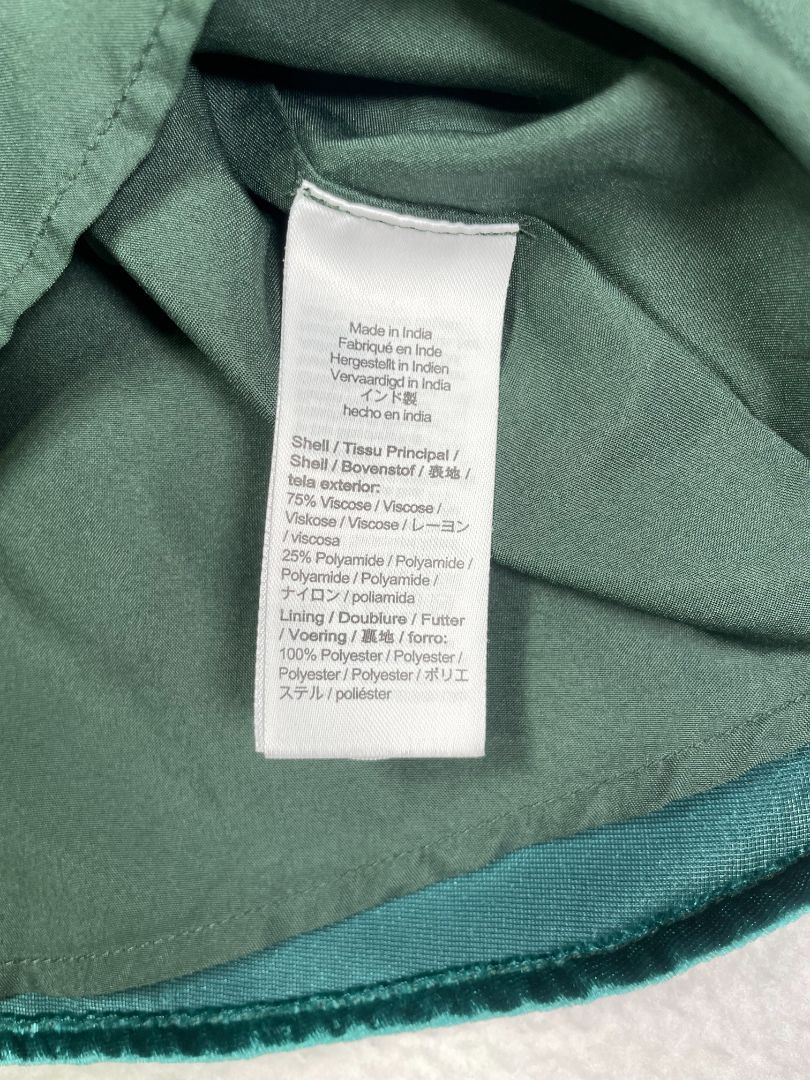 Made in India
Fabriqué en Inde
Hergestellt in Indien
Vervaardigd in India
インド製
hecho en india
Shell / Tissu Principal /
Shell / Bovenstof / 表地 /
tela exterior:
75% Viscose / Viscose /
Viskose / Viscose / レーヨン
/ viscosa
25% Polyamide / Polyamide /
Polyamide / Polyamide /
ナイロン / poliamida
Lining / Doublure / Futter
/ Voering / 裏地 / forro:
100% Polyester / Polyester /
Polyester / Polyester / ポリエ
ステル / poliéster